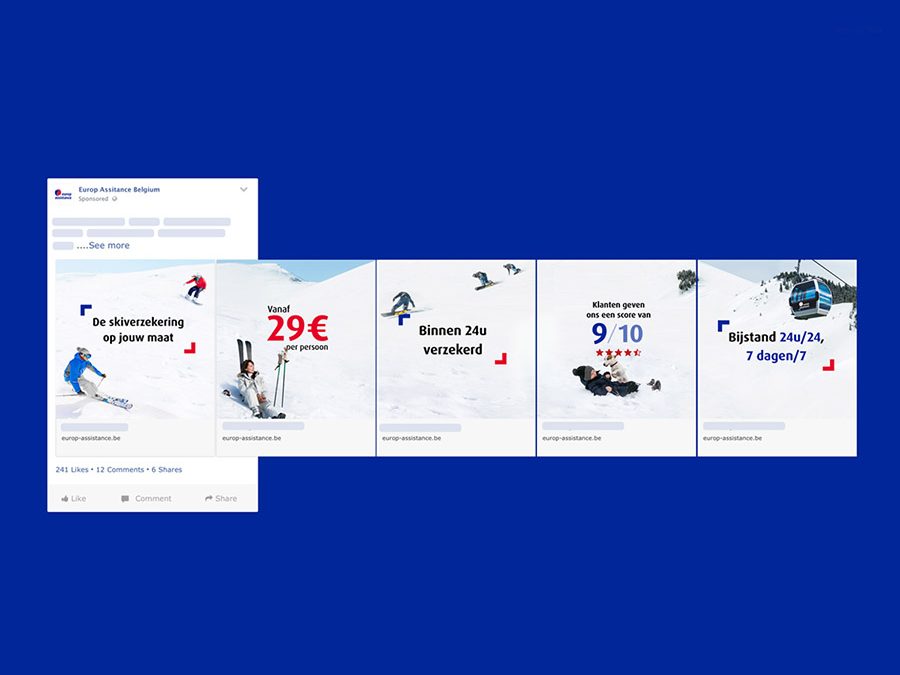 Europ Assitance Belgium
Sponsored
europ
assistance
....See more
De skiverzekering
op jouw maat
europ-assistance.be
Vanaf
29€
per persoon
europ-assistance.be
Binnen 24u
verzekerd
europ-assistance.be
Klanten geven
ons een score van
9/10
europ-assistance.be
Bijstand 24u/24,
7 dagen/7
europ-assistance.be
241 Likes • 12 Comments • 6 Shares
Like
Comment
Share